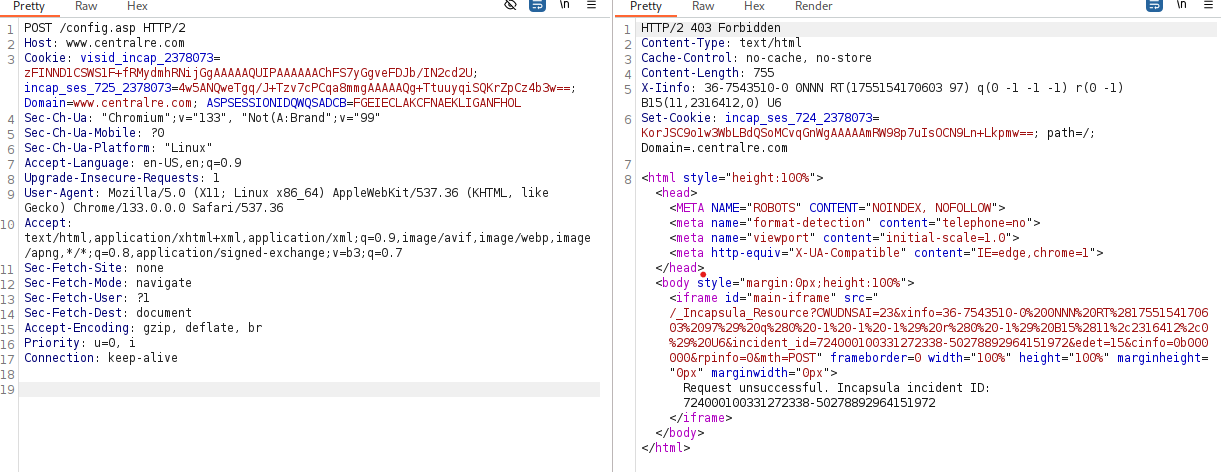 Pretty Raw Hex \n
1 POST /config.asp HTTP/2
2 Host: www.centralre.com
3 Cookie: visid_incap_2378073=
zFINND1CSWS1F+fRMydmhRNijGgAAAAAQUIPAAAAAAChFS7yGgveFDJb/IN2cd2U;
incap_ses_725_2378073=4w5ANQweTgq/J+Tzv7cPCqa8mmgAAAAAQg+TtuuyqiSQKrZpCz4b3w==;
Domain=www.centralre.com; ASPSESSIONIDQWQSADCB=FGEIECLAKCFNAEKLIGANFHOL
4 Sec-Ch-Ua: "Chromium";v="133", "Not(A:Brand";v="99"
5 Sec-Ch-Ua-Mobile: ?0
6 Sec-Ch-Ua-Platform: "Linux"
7 Accept-Language: en-US,en;q=0.9
8 Upgrade-Insecure-Requests: 1
9 User-Agent: Mozilla/5.0 (X11; Linux x86_64) AppleWebKit/537.36 (KHTML, like
Gecko) Chrome/133.0.0.0 Safari/537.36
10 Accept:
text/html,application/xhtml+xml,application/xml;q=0.9,image/avif,image/webp,image
/apng,*/*;q=0.8,application/signed-exchange;v=b3;q=0.7
11 Sec-Fetch-Site: none
12 Sec-Fetch-Mode: navigate
13 Sec-Fetch-User: ?1
14 Sec-Fetch-Dest: document
15 Accept-Encoding: gzip, deflate, br
16 Priority: u=0, i
17 Connection: keep-alive
18
19
Pretty Raw Hex Render \n
1 HTTP/2 403 Forbidden
2 Content-Type: text/html
3 Cache-Control: no-cache, no-store
4 Content-Length: 755
5 X-Iinfo: 36-7543510-0 0NNN RT(1755154170603 97) q(0 -1 -1 -1) r(0 -1)
B15(11,2316412,0) U6
6 Set-Cookie: incap_ses_724_2378073=
KorJSC9olw3WbLBdQSoMCvqGnWgAAAAAmRW98p7uIsOCN9Ln+Lkpmw==; path=/;
Domain=.centralre.com
7
8 <html style="height:100%">
<head>
<META NAME="ROBOTS" CONTENT="NOINDEX, NOFOLLOW">
<meta name="format-detection" content="telephone=no">
<meta name="viewport" content="initial-scale=1.0">
<meta http-equiv="X-UA-Compatible" content="IE=edge,chrome=1">
</head>
<body style="margin:0px;height:100%">
<iframe id="main-iframe" src="
/_Incapsula_Resource?CWUDNSAI=23&xinfo=36-7543510-0%200NNN%20RT%2817551541706
03%2097%29%20q%280%20-1%20-1%20-1%29%20r%280%20-1%29%20B15%2811%2c2316412%2c0
%29%20U6&incident_id=724000100331272338-50278892964151972&edet=15&cinfo=0b000
000&rpinfo=0&mth=POST" frameborder=0 width="100%" height="100%" marginheight=
"0px" marginwidth="0px">
Request unsuccessful. Incapsula incident ID:
724000100331272338-50278892964151972
</iframe>
</body>
</html>